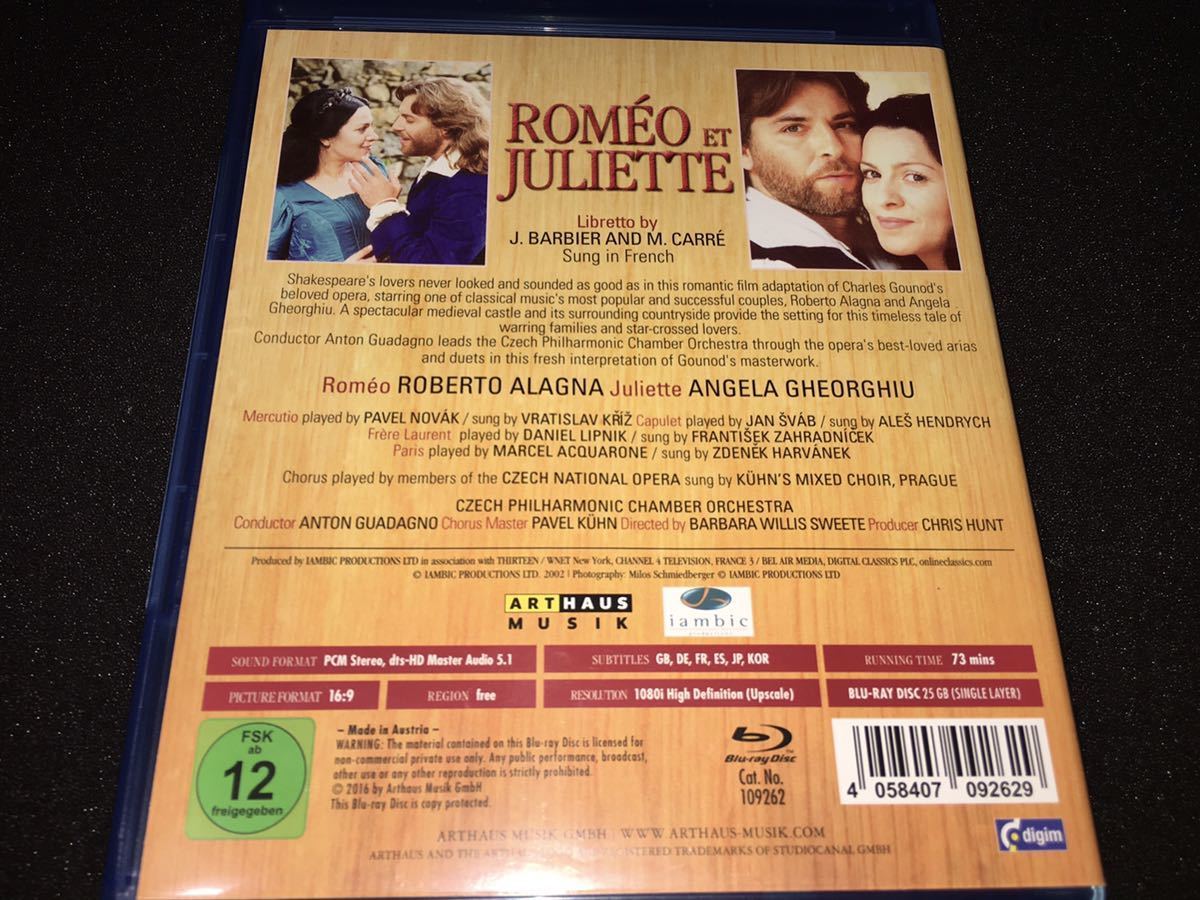 ROMÉO ET
JULIETTE
Libretto by
J. BARBIER AND M. CARRÉ
Sung in French
Shakespeare's lovers never looked and sounded as good as in this romantic film adaptation of Charles Gounod's
beloved opera, starring one of classical music's most popular and successful couples, Roberto Alagna and Angela
Gheorghiu. A spectacular medieval castle and its surrounding countryside provide the setting for this timeless tale of
warring families and star-crossed lovers.
Conductor Anton Guadagno leads the Czech Philharmonic Chamber Orchestra through the opera's best-loved arias
and duets in this fresh interpretation of Gounod's masterwork.
Roméo ROBERTO ALAGNA Juliette ANGELA GHEORGHIU
Mercutio played by PAVEL NOVÁK / sung by VRATISLAV KŘÍŽ Capulet played by JAN ŠVÁB / sung by ALEŠ HENDRYCH
Frère Laurent played by DANIEL LIPNIK / sung by FRANTIŠEK ZAHRADNÍČEK
Paris played by MARCEL ACQUARONE / sung by ZDENĚK HARVÁNEK
Chorus played by members of the CZECH NATIONAL OPERA sung by KÜHN'S MIXED CHOIR, PRAGUE
CZECH PHILHARMONIC CHAMBER ORCHESTRA
Conductor ANTON GUADAGNO Chorus Master PAVEL KÜHN Directed by BARBARA WILLIS SWEETE Producer CHRIS HUNT
Produced by IAMBIC PRODUCTIONS LTD in association with THIRTEEN / WNET New York, CHANNEL 4 TELEVISION, FRANCE 3 / BEL AIR MEDIA, DIGITAL CLASSICS PLC, onlineclassics.com
© IAMBIC PRODUCTIONS LTD. 2002 | Photography: Milos Schmiedberger © IAMBIC PRODUCTIONS LTD
ARTHAUS
MUSIK
iambic
productions
SOUND FORMAT PCM Stereo, dts-HD Master Audio 5.1
SUBTITLES GB, DE, FR, ES, JP, KOR
RUNNING TIME 73 mins
PICTURE FORMAT 16:9
REGION free
RESOLUTION 1080i High Definition (Upscale)
BLU-RAY DISC 25 GB (SINGLE LAYER)
FSK
ab
12
freigegeben
– Made in Austria –
WARNING: The material contained on this Blu-ray Disc is licensed for
non-commercial private use only. Any public performance, broadcast,
other use or any other reproduction is strictly prohibited.
© 2016 by Arthaus Musik GmbH
This Blu-ray Disc is copy protected.
Blu-ray Disc
TM
Cat. No.
109262
4 058407 092629
digim
ARTHAUS MUSIK GMBH | WWW.ARTHAUS-MUSIK.COM
ARTHAUS AND THE REGISTERED TRADEMARKS OF STUDIOCANAL GMBH